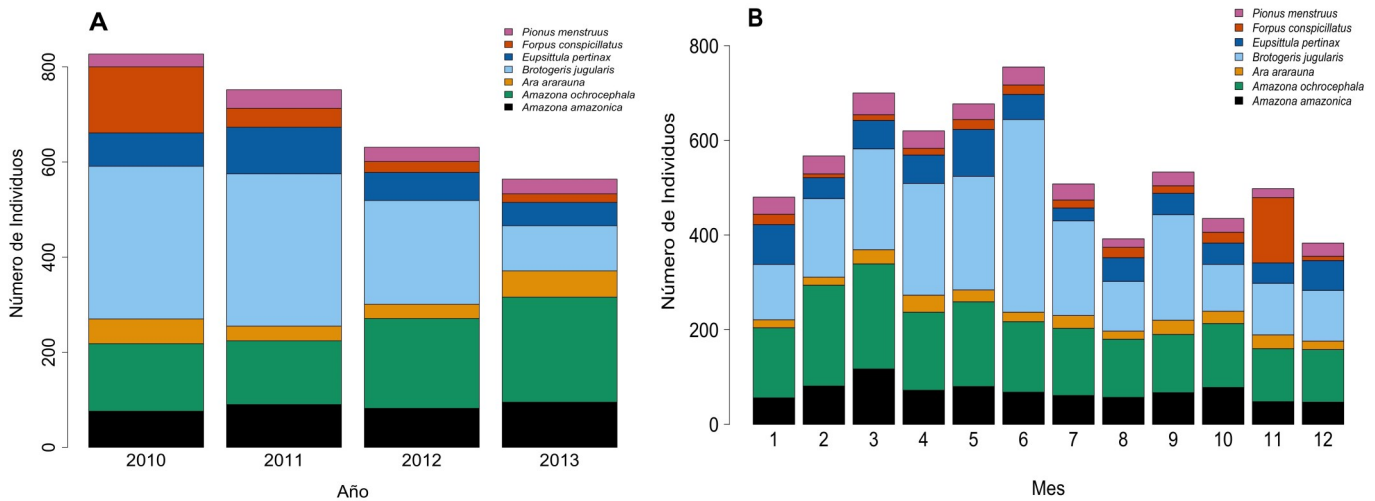 A
Pionus menstruus
Forpus conspicillatus
Eupsittula pertinax
Brotogeris jugularis
Ara ararauna
Amazona ochrocephala
Amazona amazonica
Número de Individuos
800
600
400
200
0
2010 2011 2012 2013
Año
B
Pionus menstruus
Forpus conspicillatus
Eupsittula pertinax
Brotogeris jugularis
Ara ararauna
Amazona ochrocephala
Amazona amazonica
Número de Individuos
800
600
400
200
0
1 2 3 4 5 6 7 8 9 10 11 12
Mes